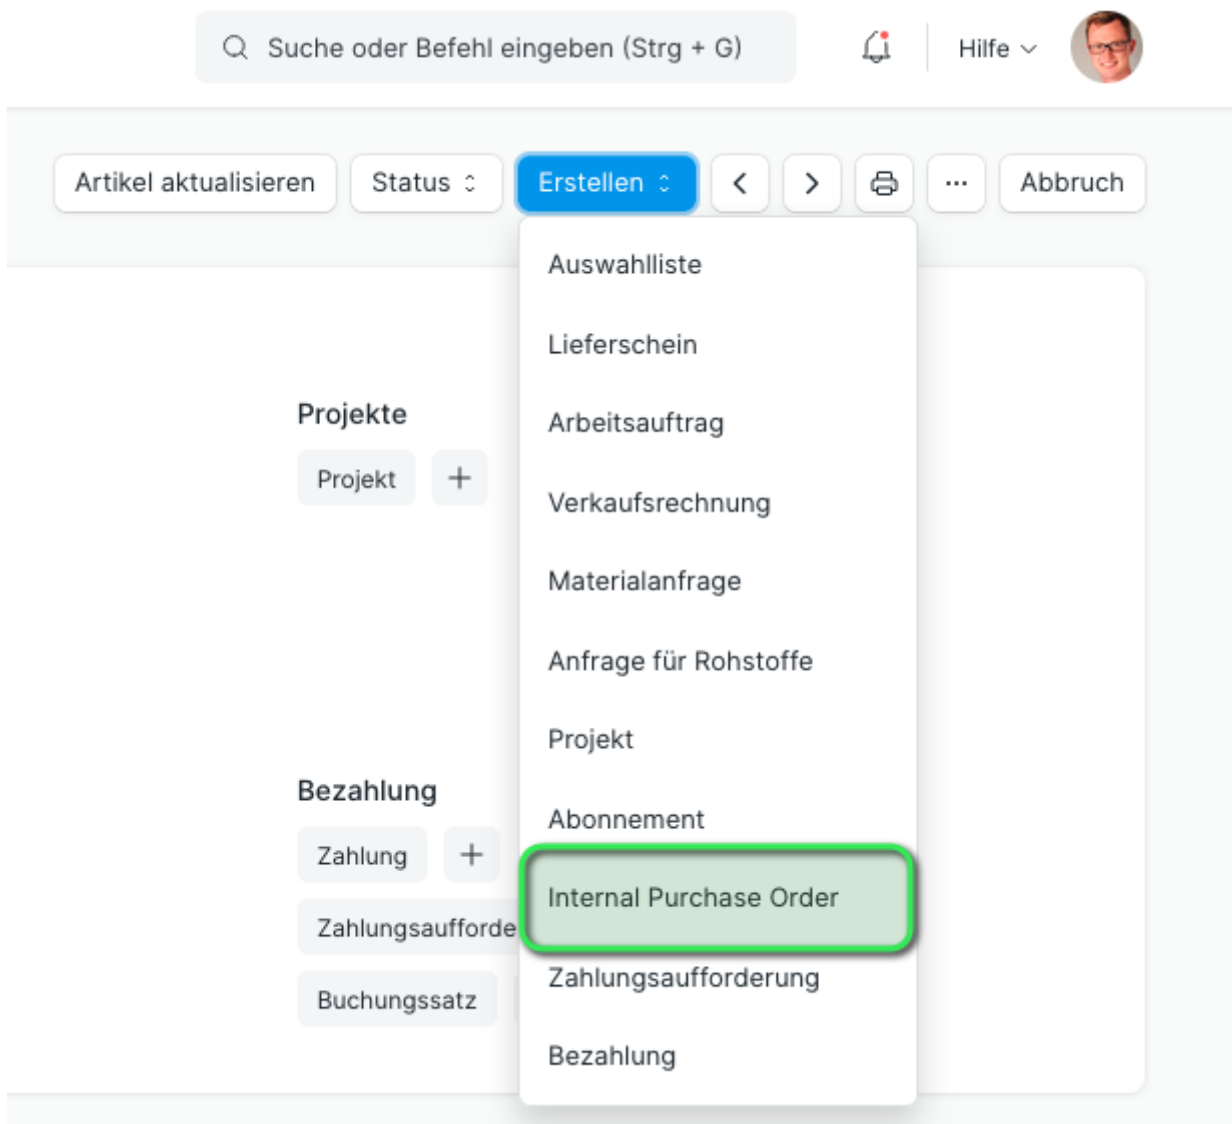 Suche oder Befehl eingeben (Strg + G)
Hilfe
Artikel aktualisieren
Status
Erstellen
Abbruch
Auswahlliste
Lieferschein
Arbeitsauftrag
Verkaufsrechnung
Materialanfrage
Anfrage für Rohstoffe
Projekt
Abonnement
Internal Purchase Order
Zahlungsaufforderung
Bezahlung
Projekte
Projekt
Bezahlung
Zahlung
Zahlungsaufforde
Buchungssatz